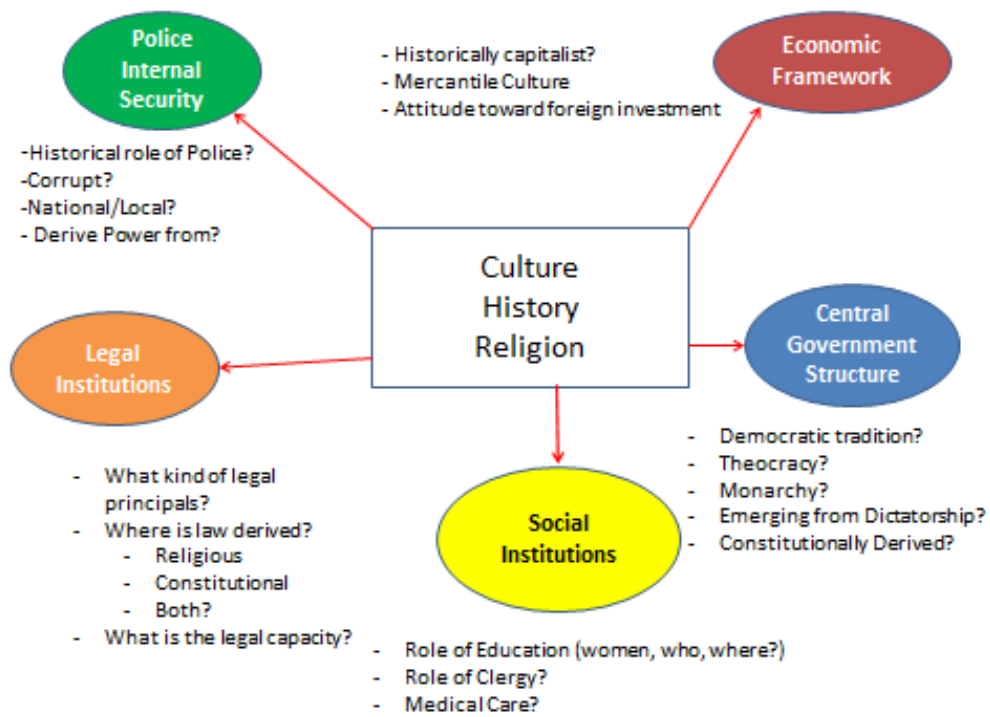 Police
Internal
Security
-Historical role of Police?
-Corrupt?
-National/Local?
- Derive Power from?
- Historically capitalist?
- Mercantile Culture
- Attitude toward foreign investment
Economic
Framework
Culture
History
Religion
Legal
Institutions
- What kind of legal
principals?
- Where is law derived?
- Religious
- Constitutional
- Both?
- What is the legal capacity?
Central
Government
Structure
- Democratic tradition?
- Theocracy?
- Monarchy?
- Emerging from Dictatorship?
- Constitutionally Derived?
Social
Institutions
- Role of Education (women, who, where?)
- Role of Clergy?
- Medical Care?